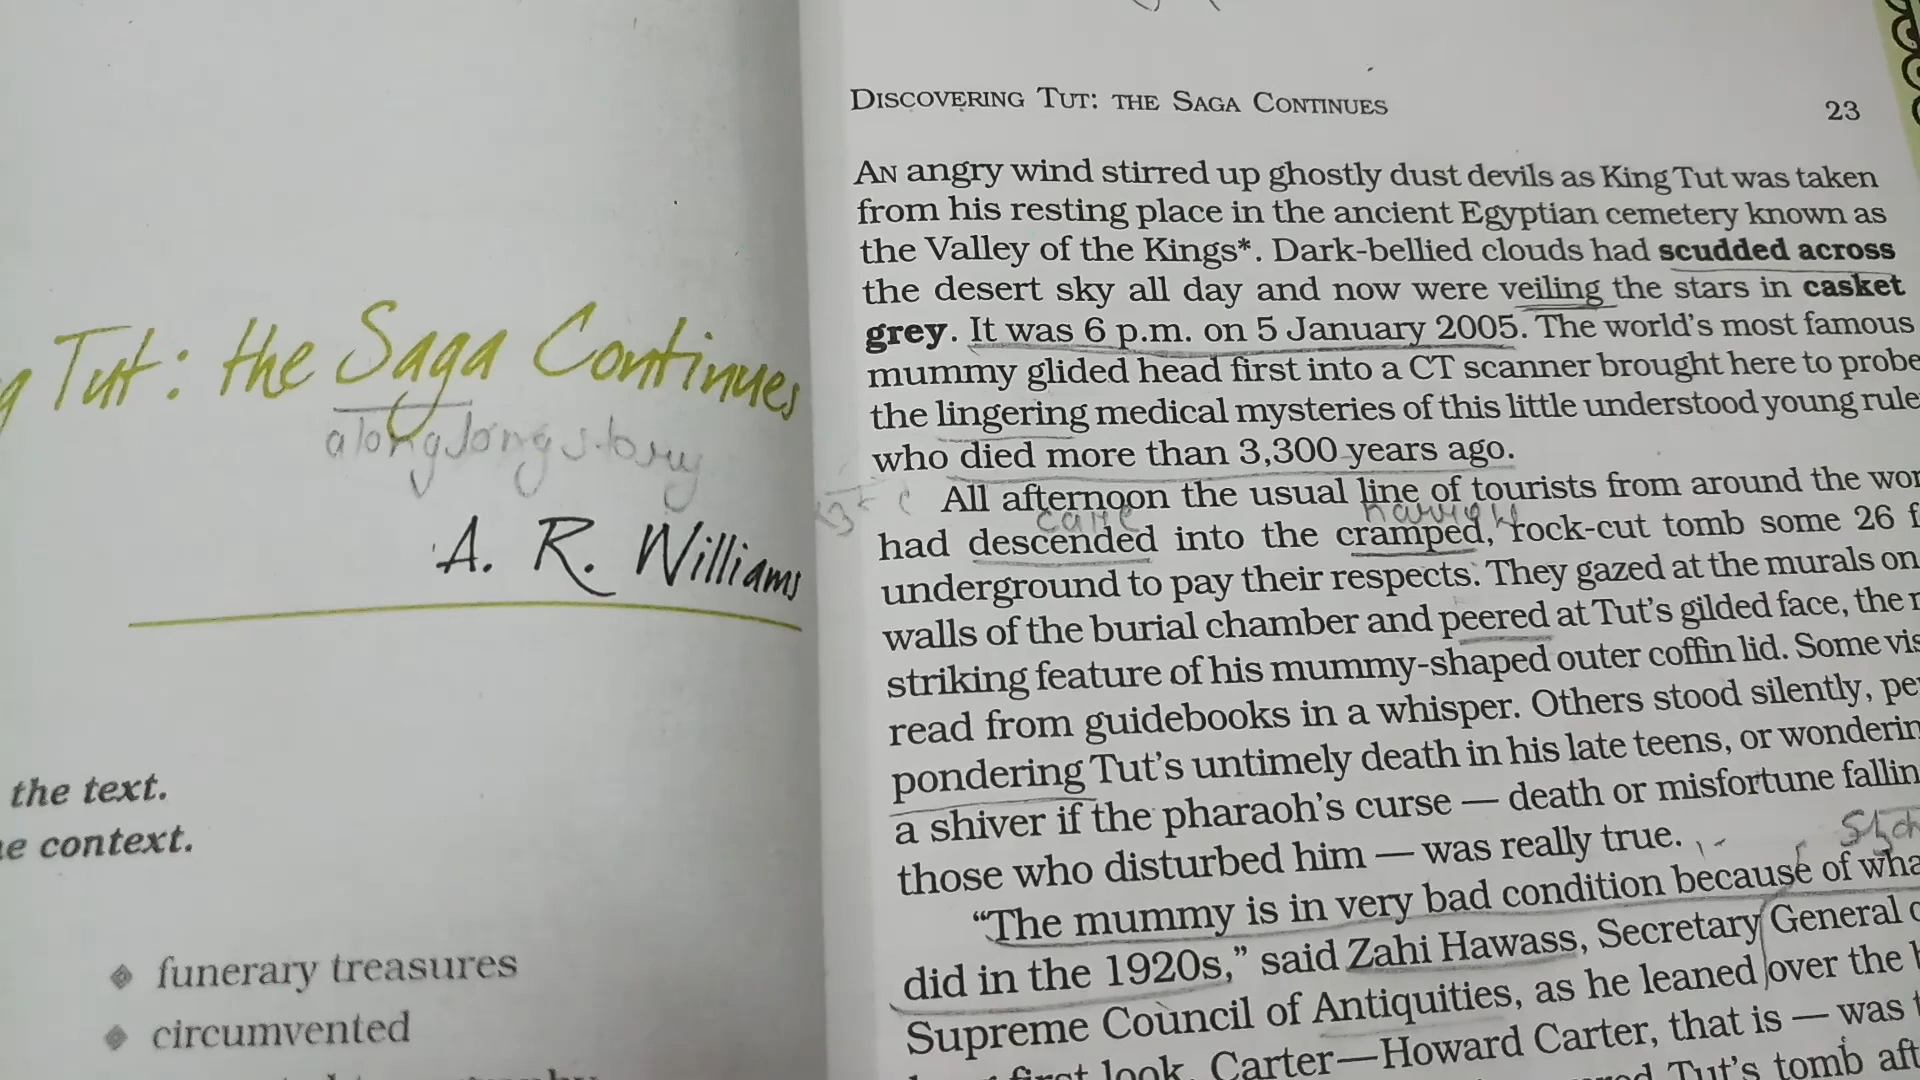 Tut: the Saga Continues
a long long story
A. R. Williams
the text.
context.
◆ funerary treasures
◆ circumvented
DISCOVERING TUT: THE SAGA CONTINUES 23
AN angry wind stirred up ghostly dust devils as King Tut was taken
from his resting place in the ancient Egyptian cemetery known as
the Valley of the Kings*. Dark-bellied clouds had scudded across
the desert sky all day and now were veiling the stars in casket
grey. It was 6 p.m. on 5 January 2005. The world's most famous
mummy glided head first into a CT scanner brought here to probe
the lingering medical mysteries of this little understood young
who died more than 3,300 years ago.
All afternoon the usual line of tourists from around the
had descended into the cramped, rock-cut tomb some 26
underground to pay their respects. They gazed at the murals on
walls of the burial chamber and peered at Tut's gilded face, the
striking feature of his mummy-shaped outer coffin lid. Some
read from guidebooks in a whisper. Others stood silently,
pondering Tut's untimely death in his late teens, or
a shiver if the pharaoh's curse — death or misfortune
those who disturbed him — was really true.
“The mummy is in very bad condition because of
did in the 1920s,” said Zahi Hawass, Secretary General
Supreme Council of Antiquities, as he leaned over the
first look. Carter—Howard Carter, that is — was
Tut's tomb